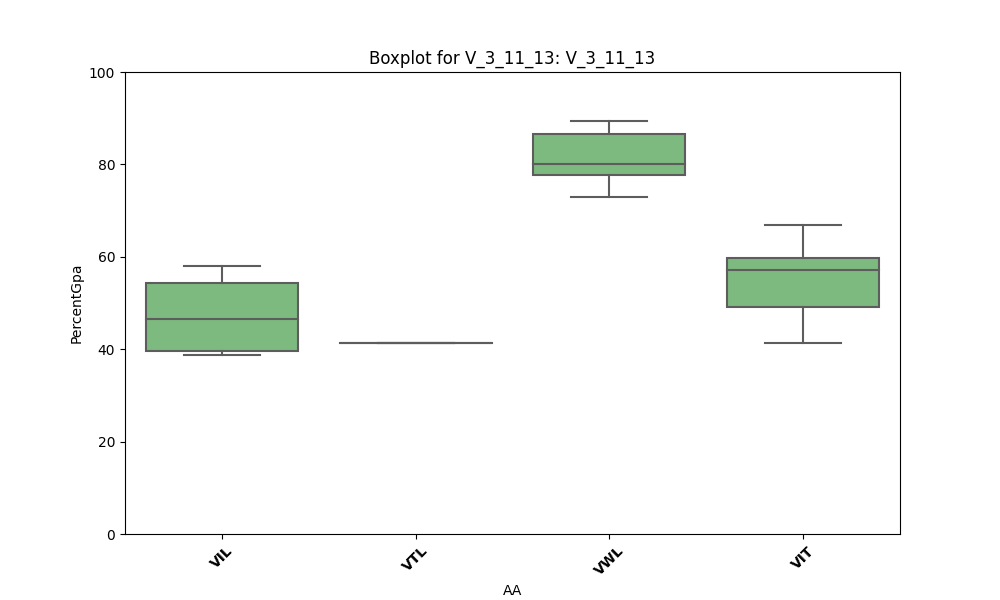 Boxplot for V_3_11_13: V_3_11_13
100
80
60
40
20
0
PercentGpa
VIL
VTL
VWL
VIT
AA